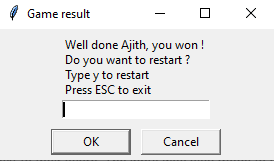 Game result
Well done Ajith, you won !
Do you want to restart ?
Type y to restart
Press ESC to exit
OK
Cancel